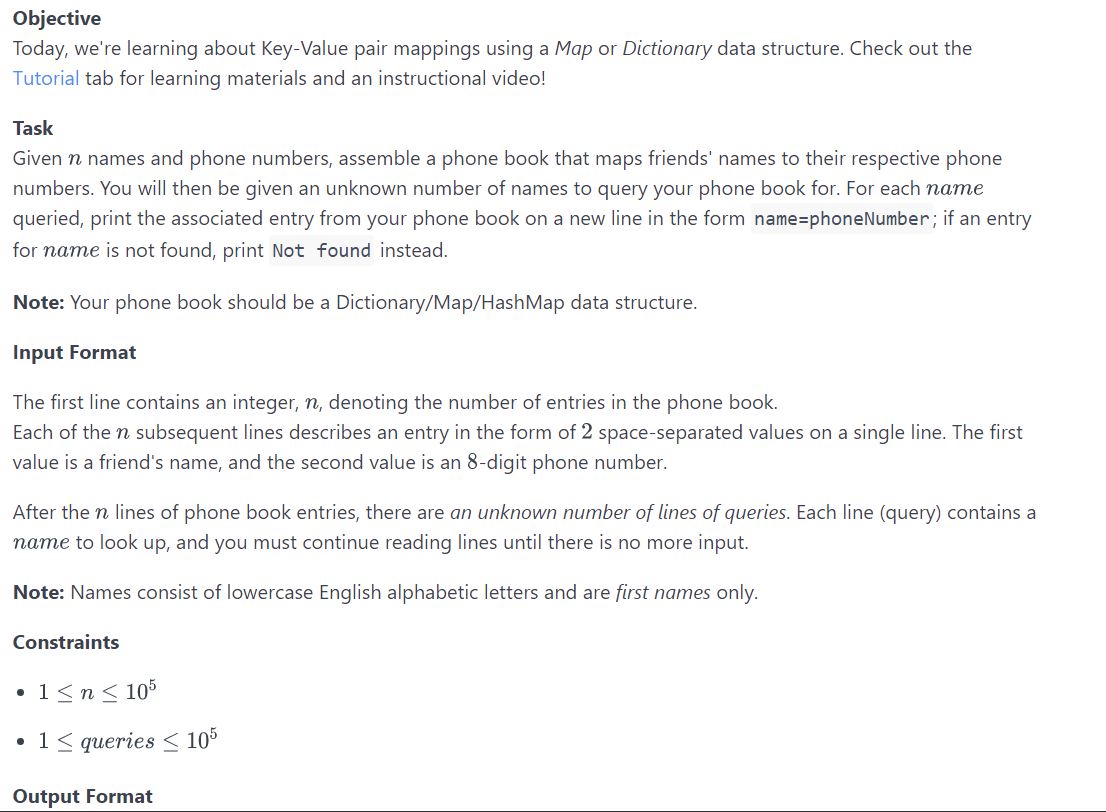 Objective
Today, we're learning about Key-Value pair mappings using a Map or Dictionary data structure. Check out the
Tutorial tab for learning materials and an instructional video!
Task
Given n names and phone numbers, assemble a phone book that maps friends' names to their respective phone
numbers. You will then be given an unknown number of names to query your phone book for. For each name
queried, print the associated entry from your phone book on a new line in the form name=phoneNumber; if an entry
for name is not found, print Not found instead.
Note: Your phone book should be a Dictionary/Map/HashMap data structure.
Input Format
The first line contains an integer, n, denoting the number of entries in the phone book.
Each of the n subsequent lines describes an entry in the form of 2 space-separated values on a single line. The first
value is a friend's name, and the second value is an 8-digit phone number.
After the n lines of phone book entries, there are an unknown number of lines of queries. Each line (query) contains a
name to look up, and you must continue reading lines until there is no more input.
Note: Names consist of lowercase English alphabetic letters and are first names only.
Constraints
• 1 ≤ n ≤ 10⁵
• 1 ≤ queries ≤ 10⁵
Output Format